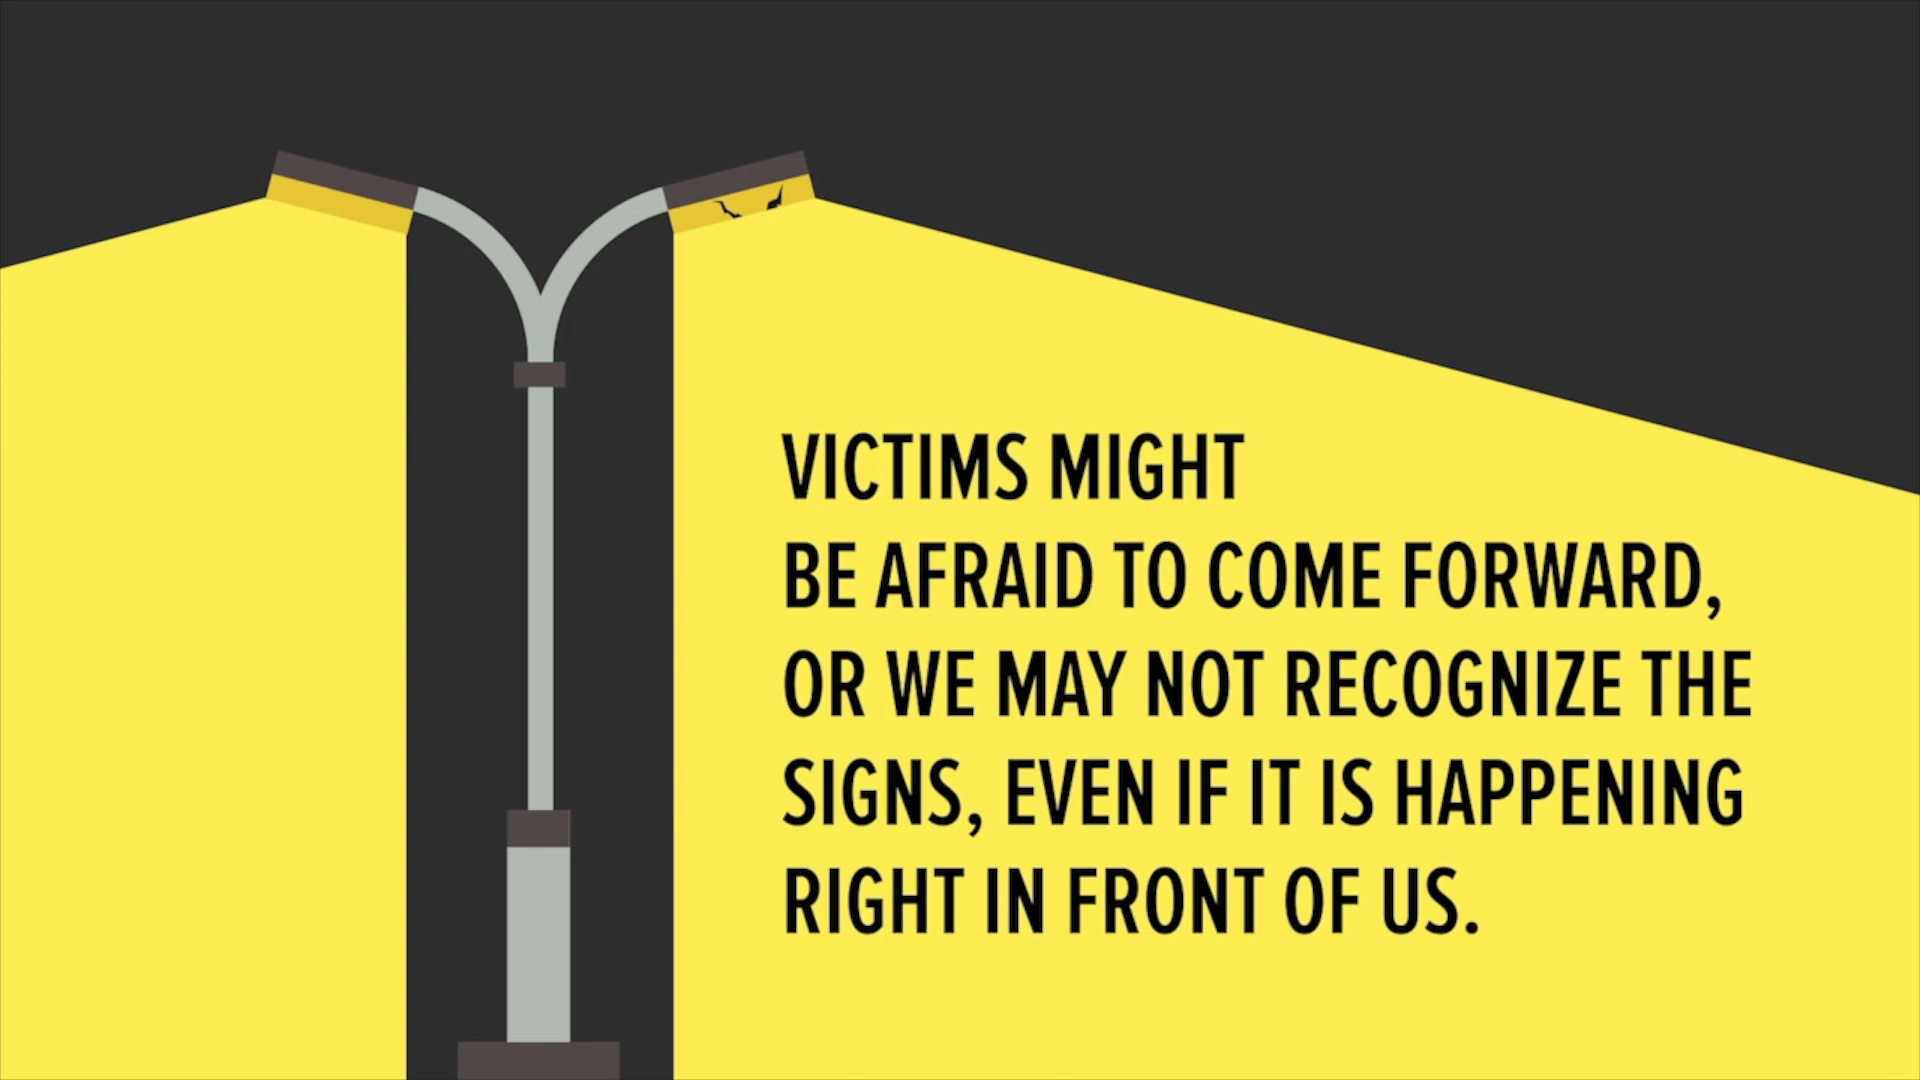 VICTIMS MIGHT
BE AFRAID TO COME FORWARD,
OR WE MAY NOT RECOGNIZE THE
SIGNS, EVEN IF IT IS HAPPENING
RIGHT IN FRONT OF US.